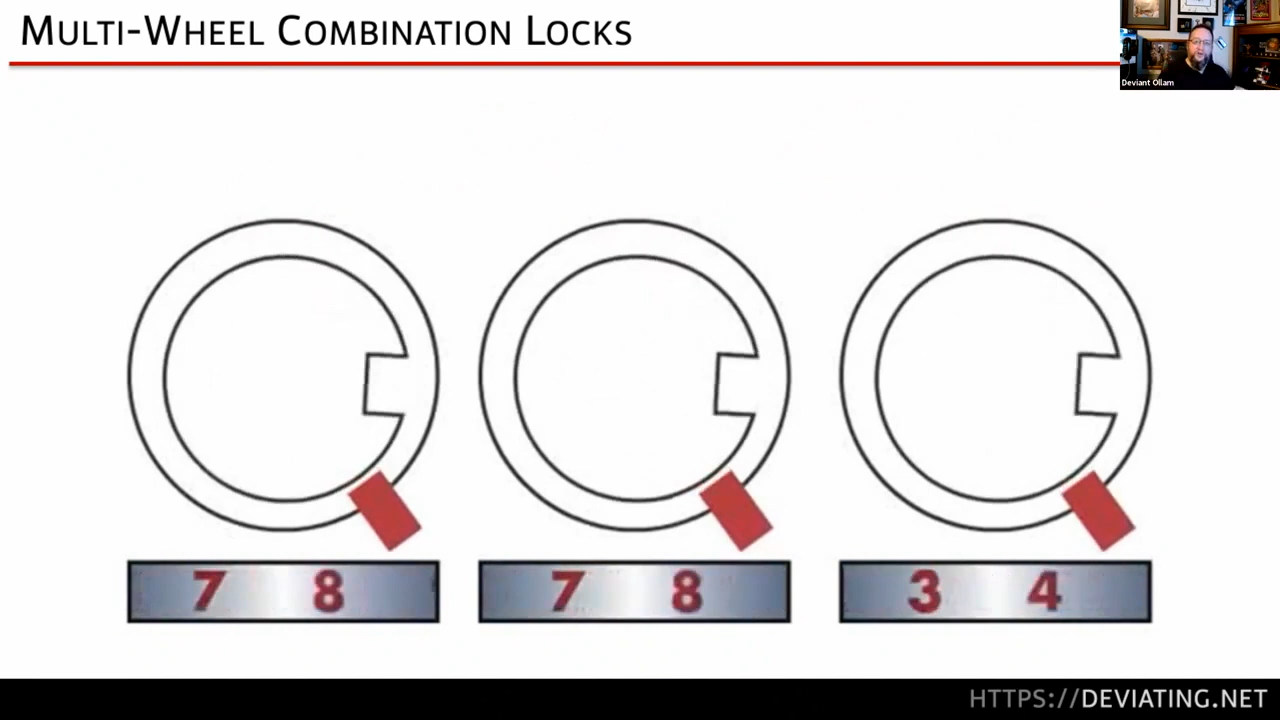 MULTI-WHEEL COMBINATION LOCKS
Deviant Ollam
7 8 7 8 3 4
HTTPS://DEVIATING.NET